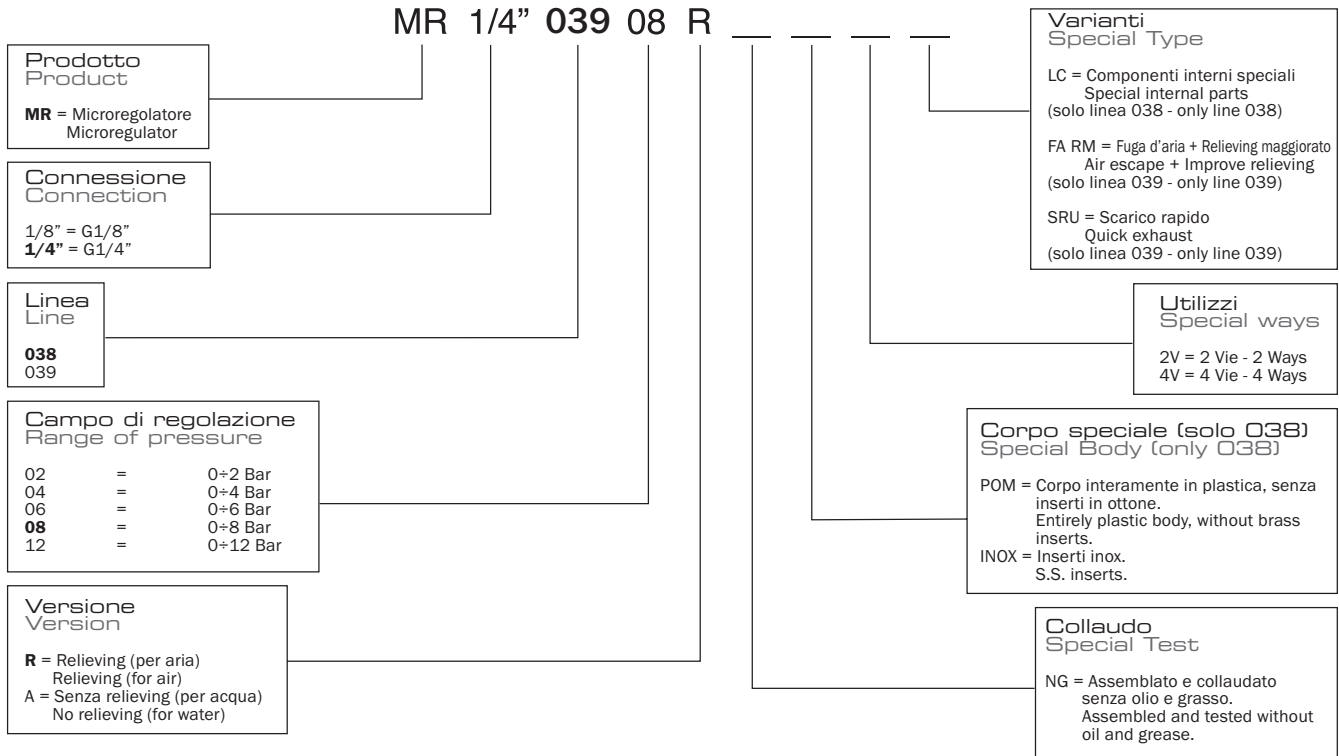 MR 1/4” 039 08 R
Prodotto
Product
MR = Microregolatore
Microregulator
Connessione
Connection
1/8” = G1/8”
1/4” = G1/4”
Linea
Line
038
039
Campo di regolazione
Range of pressure
02 = 0÷2 Bar
04 = 0÷4 Bar
06 = 0÷6 Bar
08 = 0÷8 Bar
12 = 0÷12 Bar
Versione
Version
R = Relieving (per aria)
Relieving (for air)
A = Senza relieving (per acqua)
No relieving (for water)
Varianti
Special Type
LC = Componenti interni speciali
Special internal parts
(solo linea 038 - only line 038)
FA RM = Fuga d’aria + Relieving maggiorato
Air escape + Improve relieving
(solo linea 039 - only line 039)
SRU = Scarico rapido
Quick exhaust
(solo linea 039 - only line 039)
Utilizzi
Special ways
2V = 2 Vie - 2 Ways
4V = 4 Vie - 4 Ways
Corpo speciale (solo 038)
Special Body (only 038)
POM = Corpo interamente in plastica, senza
inserti in ottone.
Entirely plastic body, without brass
inserts.
INOX = Inserti inox.
S.S. inserts.
Collaudo
Special Test
NG = Assemblato e collaudato
senza olio e grasso.
Assembled and tested without
oil and grease.